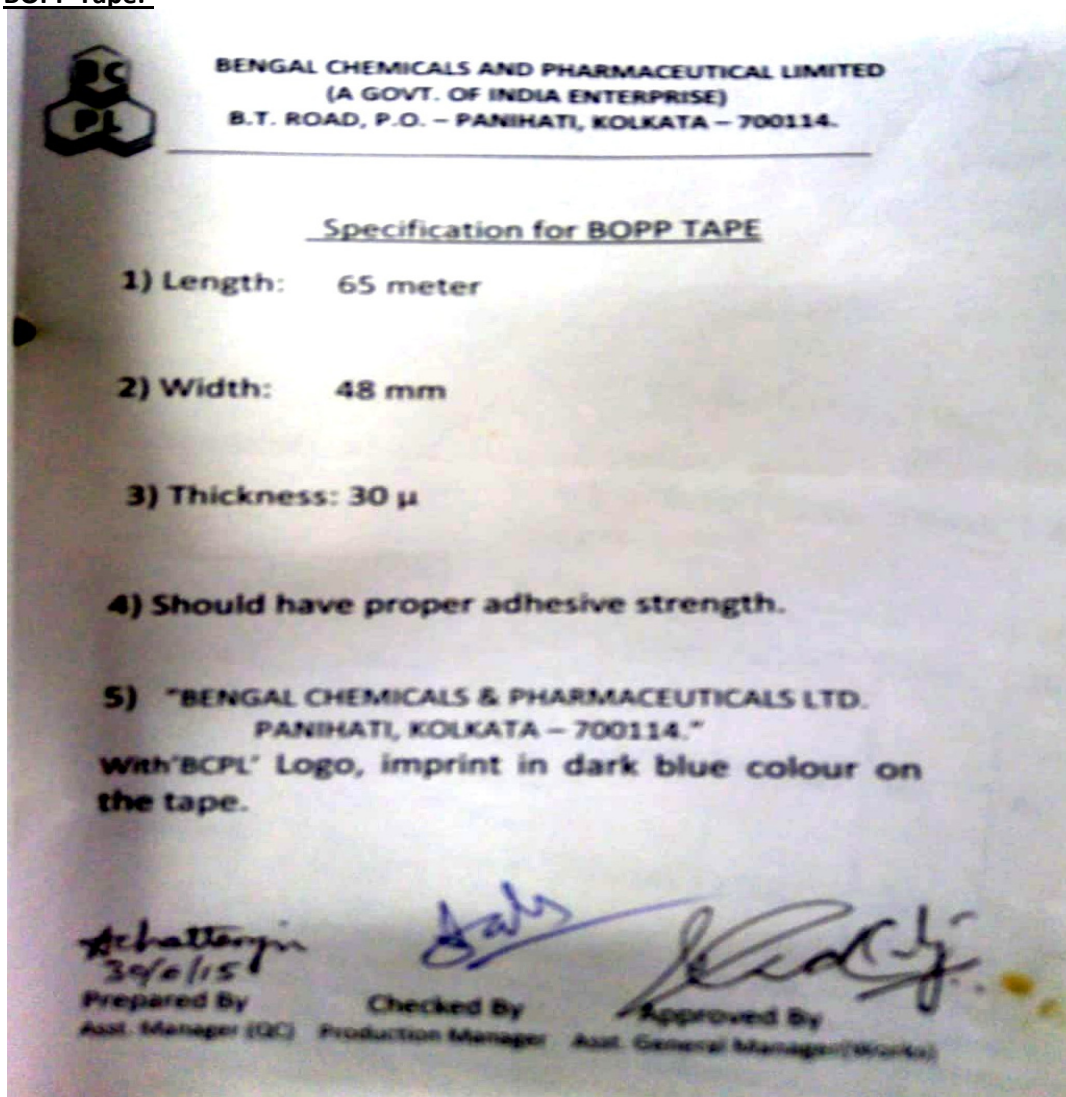 BOPP Tape:
BC
PL
BENGAL CHEMICALS AND PHARMACEUTICAL LIMITED
(A GOVT. OF INDIA ENTERPRISE)
B.T. ROAD, P.O. – PANIHATI, KOLKATA – 700114.
Specification for BOPP TAPE
1) Length: 65 meter
2) Width: 48 mm
3) Thickness: 30 µ
4) Should have proper adhesive strength.
5) "BENGAL CHEMICALS & PHARMACEUTICALS LTD.
PANIHATI, KOLKATA – 700114."
With'BCPL' Logo, imprint in dark blue colour on
the tape.
AChatterjee
30/6/15
Prepared By Checked By Approved By
Asst. Manager (QC) Production Manager Asst. General Manager(Works)